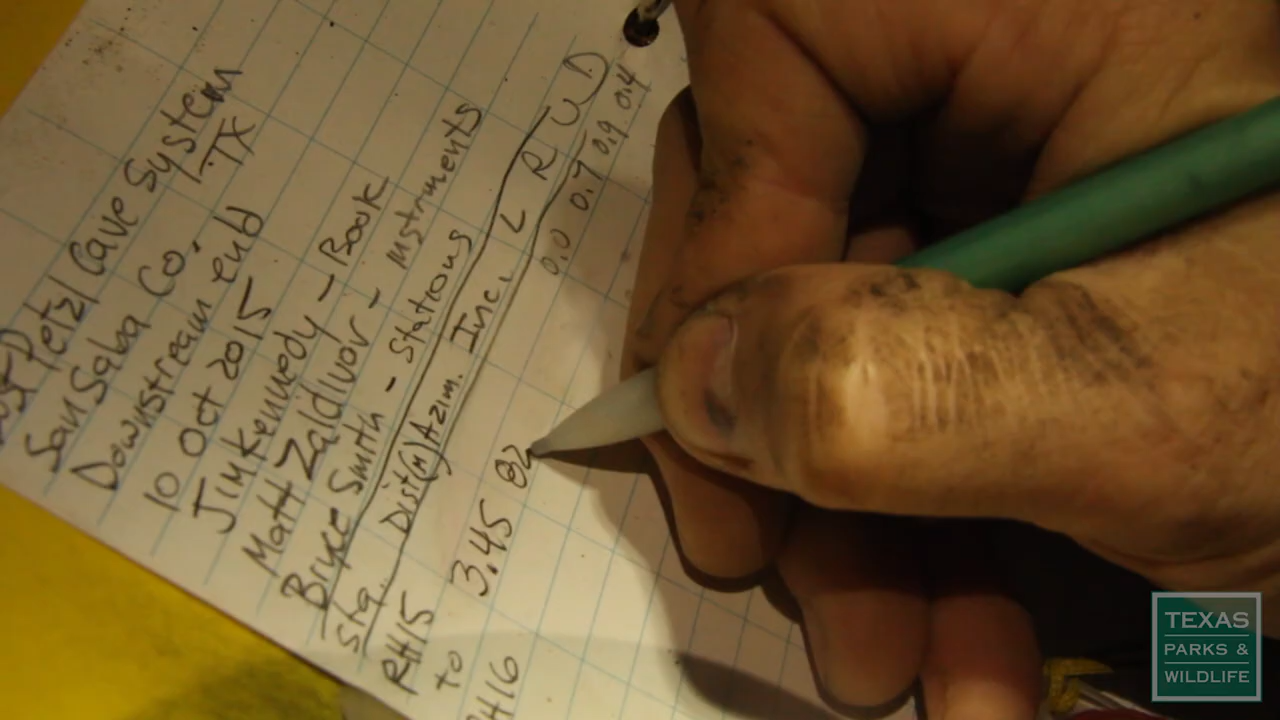 Petzl Cave System
San Saba Co., TX
Downstream end
10 Oct 2015
Jim Kennedy - Book
Matt Zaldivar - Instruments
Bryce Smith - Stations
Sta. Dist(M) Azim. Incl. L R U D
RH15 3.45 82 0.0 0.7 0.9 0.4
to
RH16
TEXAS
PARKS &
WILDLIFE